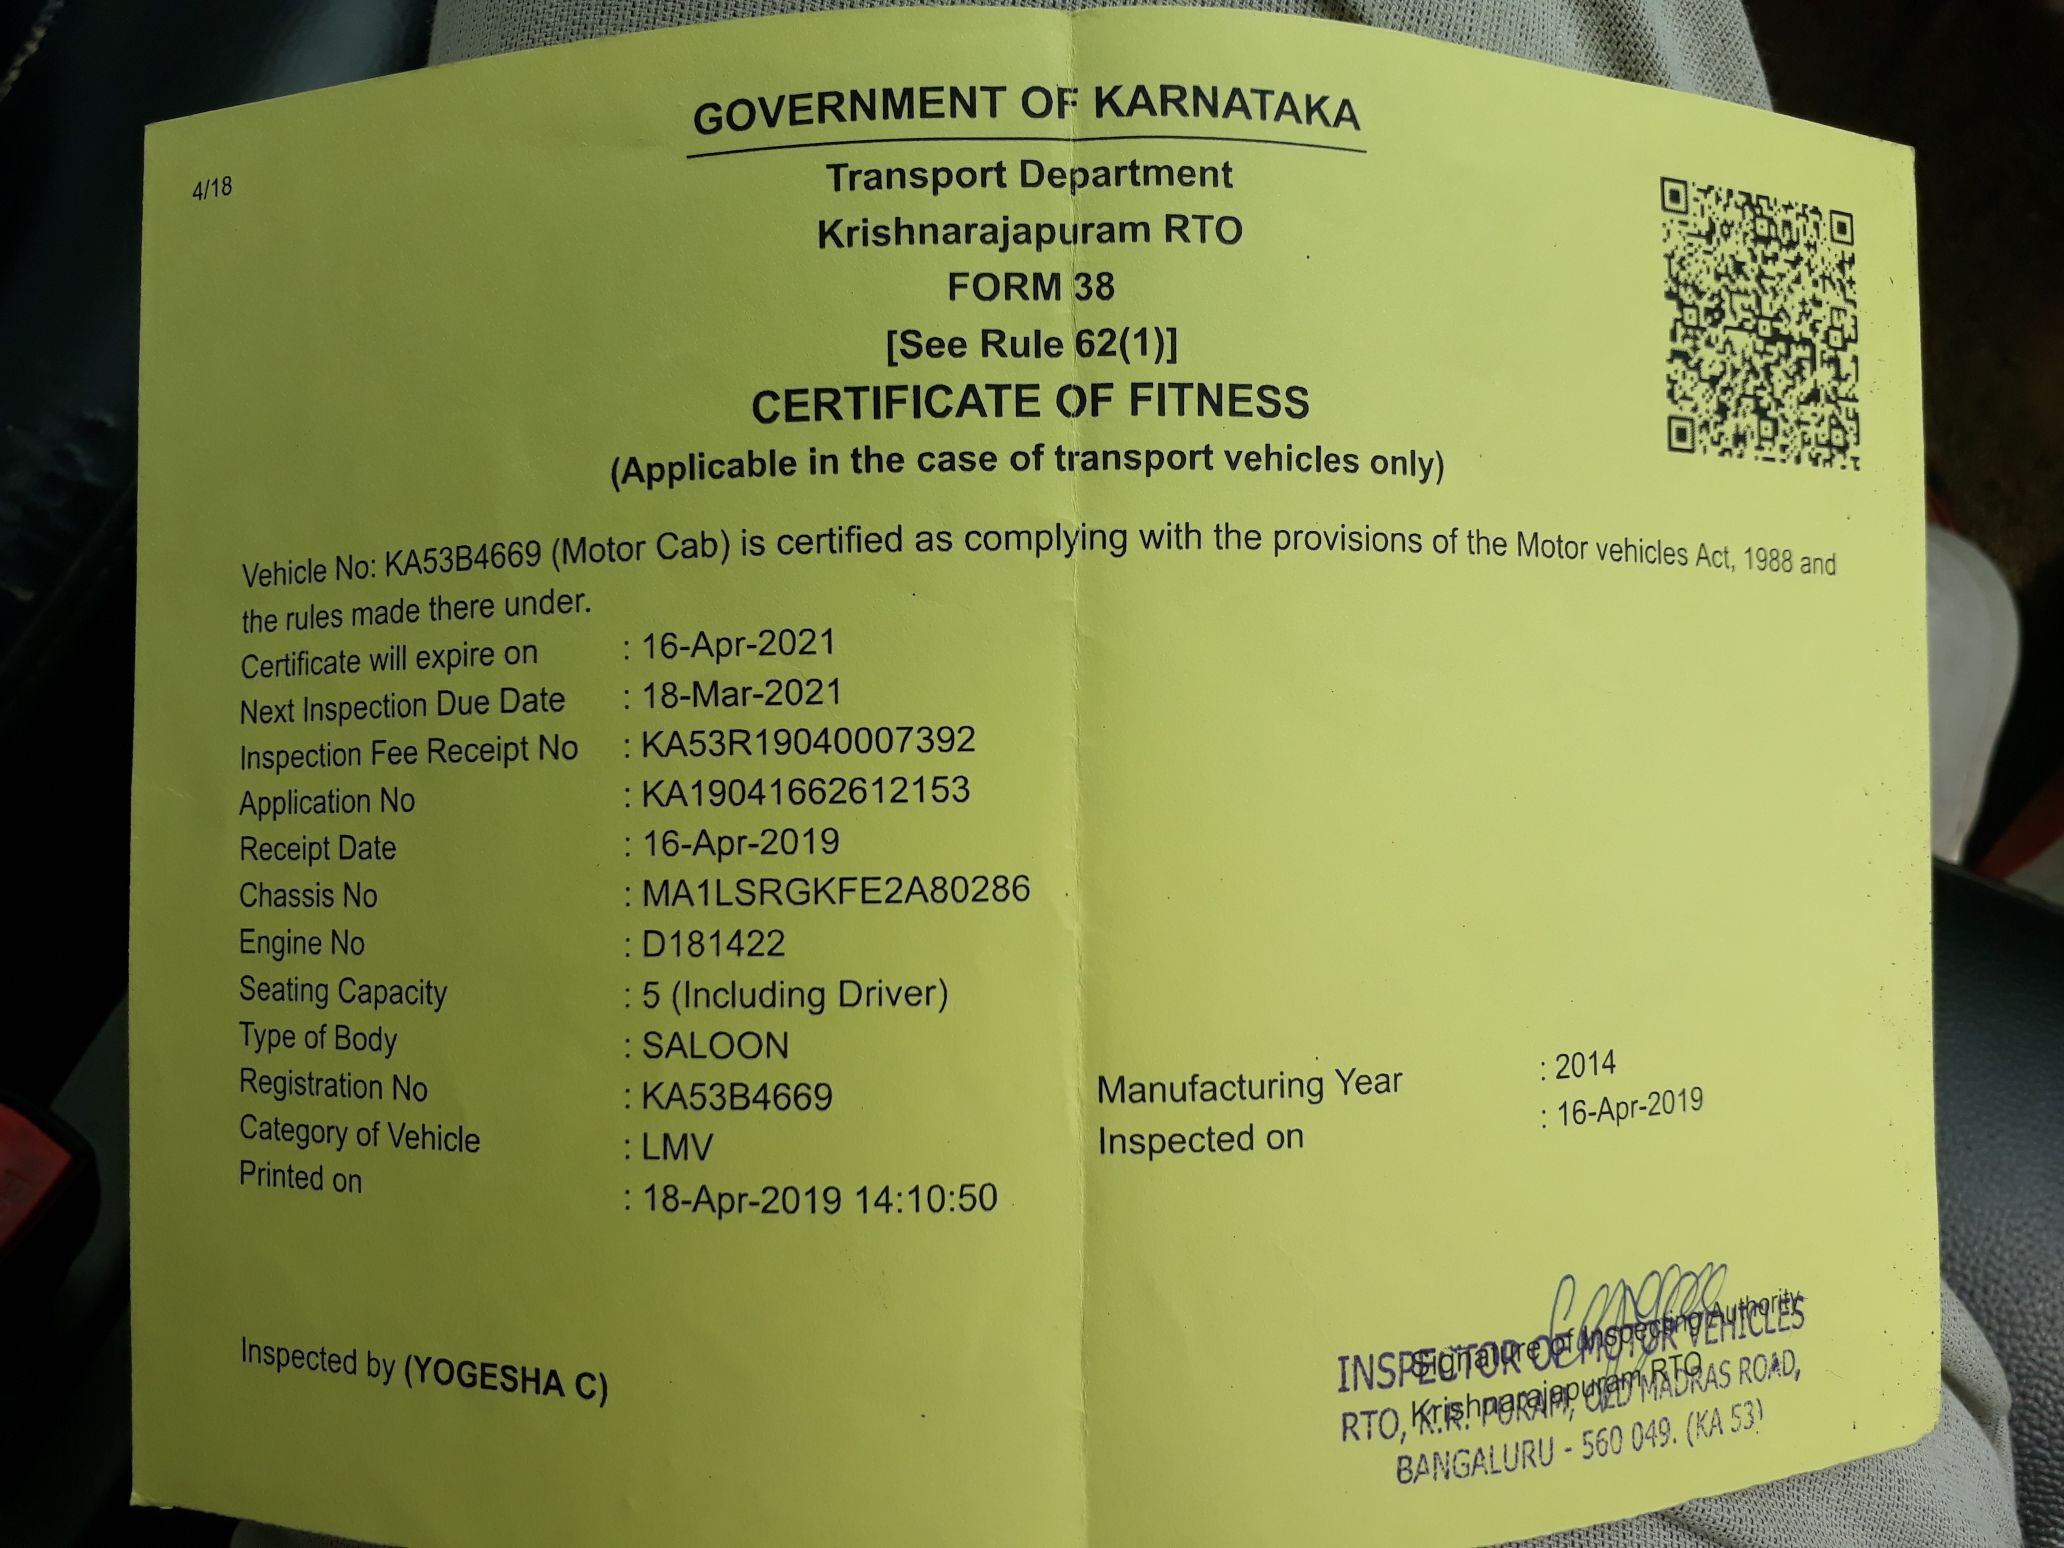 GOVERNMENT OF KARNATAKA
4/18
Transport Department
Krishnarajapuram RTO
FORM 38
[See Rule 62(1)]
CERTIFICATE OF FITNESS
(Applicable in the case of transport vehicles only)
Vehicle No: KA53B4669 (Motor Cab) is certified as complying with the provisions of the Motor vehicles Act, 1988 and
the rules made there under.
Certificate will expire on : 16-Apr-2021
Next Inspection Due Date : 18-Mar-2021
Inspection Fee Receipt No : KA53R19040007392
Application No : KA19041662612153
Receipt Date : 16-Apr-2019
Chassis No : MA1LSRGKFE2A80286
Engine No : D181422
Seating Capacity : 5 (Including Driver)
Type of Body : SALOON
Registration No : KA53B4669 Manufacturing Year : 2014
Category of Vehicle : LMV Inspected on : 16-Apr-2019
Printed on : 18-Apr-2019 14:10:50
Inspected by (YOGESHA C)
Signature of Inspecting Authority
Krishnarajapuram RTO
INSPECTOR OF MOTOR VEHICLES
RTO, K.R. PURAM, OLD MADRAS ROAD,
BANGALURU - 560 049. (KA 53)